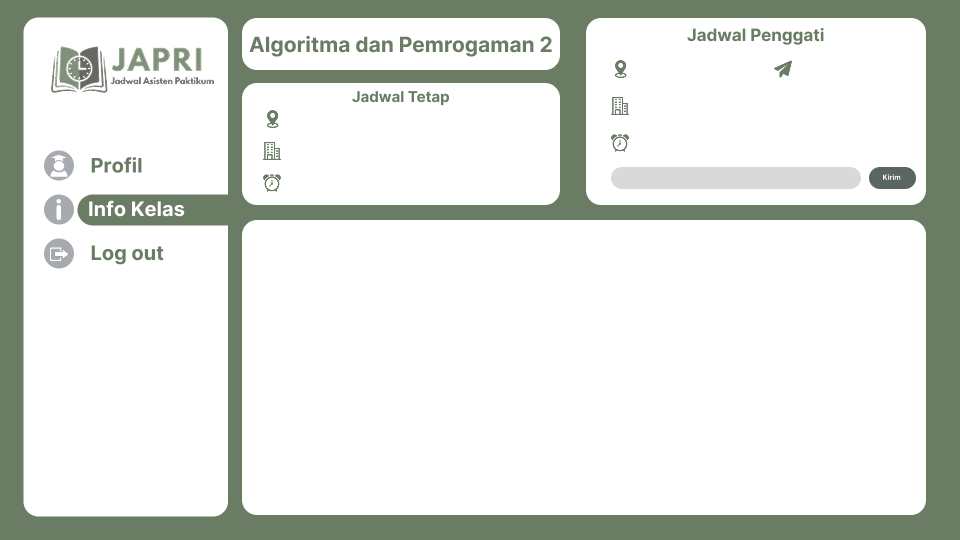 JAPRI
Jadwal Asisten Paktikum
Profil
Info Kelas
Log out
Algoritma dan Pemrogaman 2
Jadwal Tetap
Jadwal Penggati
Kirim